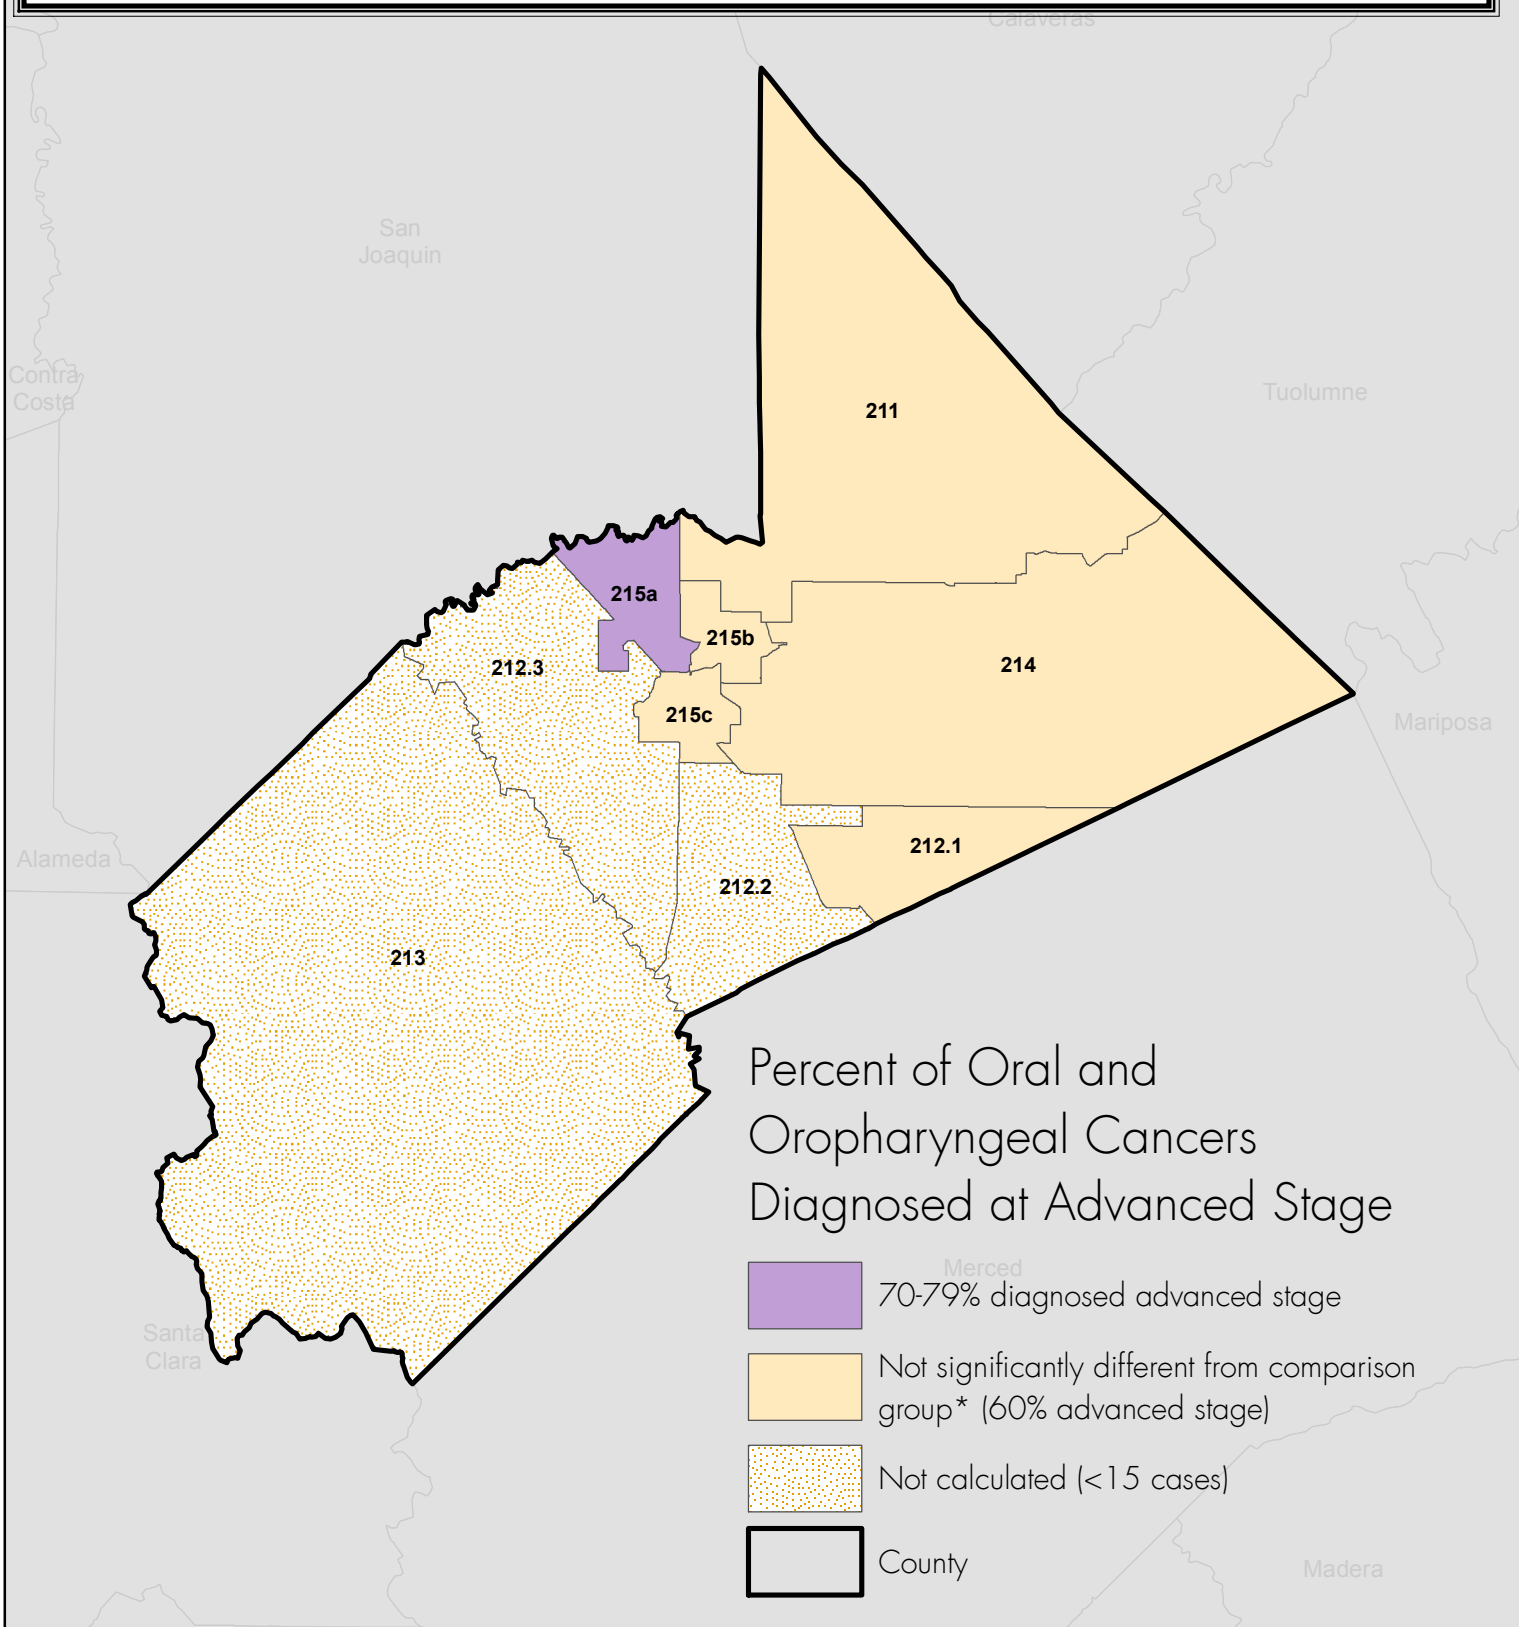 Calaveras
San
Joaquin
Contra
Costa
Tuolumne
211
215a
215b
212.3
214
215c
Mariposa
212.1
Alameda
212.2
213
Percent of Oral and
Oropharyngeal Cancers
Diagnosed at Advanced Stage
Merced
70-79% diagnosed advanced stage
Santa
Clara
Not significantly different from comparison
group* (60% advanced stage)
Not calculated (<15 cases)
County
Madera